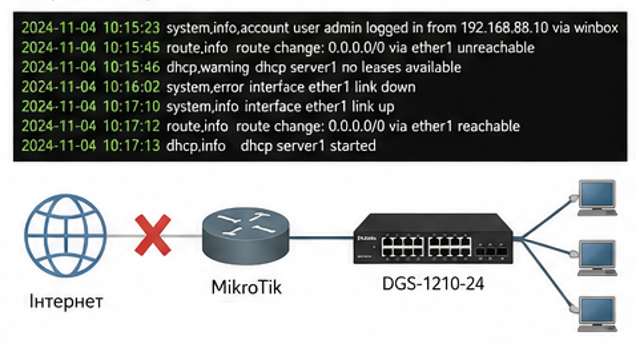 2024-11-04 10:15:23 system,info,account user admin logged in from 192.168.88.10 via winbox
2024-11-04 10:15:45 route,info route change: 0.0.0.0/0 via ether1 unreachable
2024-11-04 10:15:46 dhcp,warning dhcp server1 no leases available
2024-11-04 10:16:02 system,error interface ether1 link down
2024-11-04 10:17:10 system,info interface ether1 link up
2024-11-04 10:17:12 route,info route change: 0.0.0.0/0 via ether1 reachable
2024-11-04 10:17:13 dhcp,info dhcp server1 started
Інтернет
MikroTik
DGS-1210-24